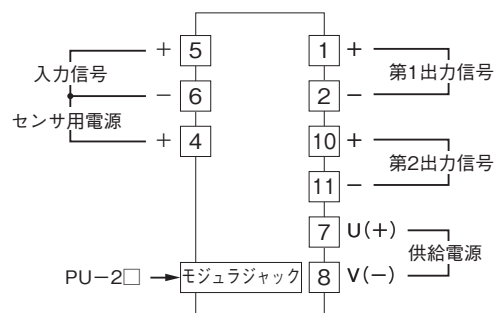 入力信号
センサ用電源
+ 5
− 6
+ 4
1 +
2 −
第1出力信号
10 +
11 −
第2出力信号
7 U(+)
8 V(−)
供給電源
PU−2□
モジュラジャック